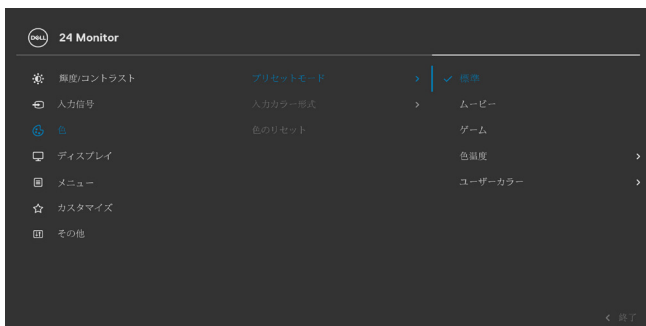 DELL 24 Monitor
輝度/コントラスト
入力信号
色
ディスプレイ
メニュー
カスタマイズ
その他
プリセットモード
入力カラー形式
色のリセット
標準
ムービー
ゲーム
色温度
ユーザーカラー
終了